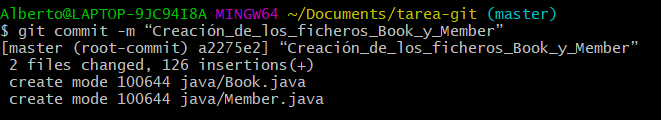 Alberto@LAPTOP-9JC94I8A MINGW64 ~/Documents/tarea-git (master)
$ git commit -m “Creación_de_los_ficheros_Book_y_Member”
[master (root-commit) a2275e2] “Creación_de_los_ficheros_Book_y_Member”
 2 files changed, 126 insertions(+)
 create mode 100644 java/Book.java
 create mode 100644 java/Member.java